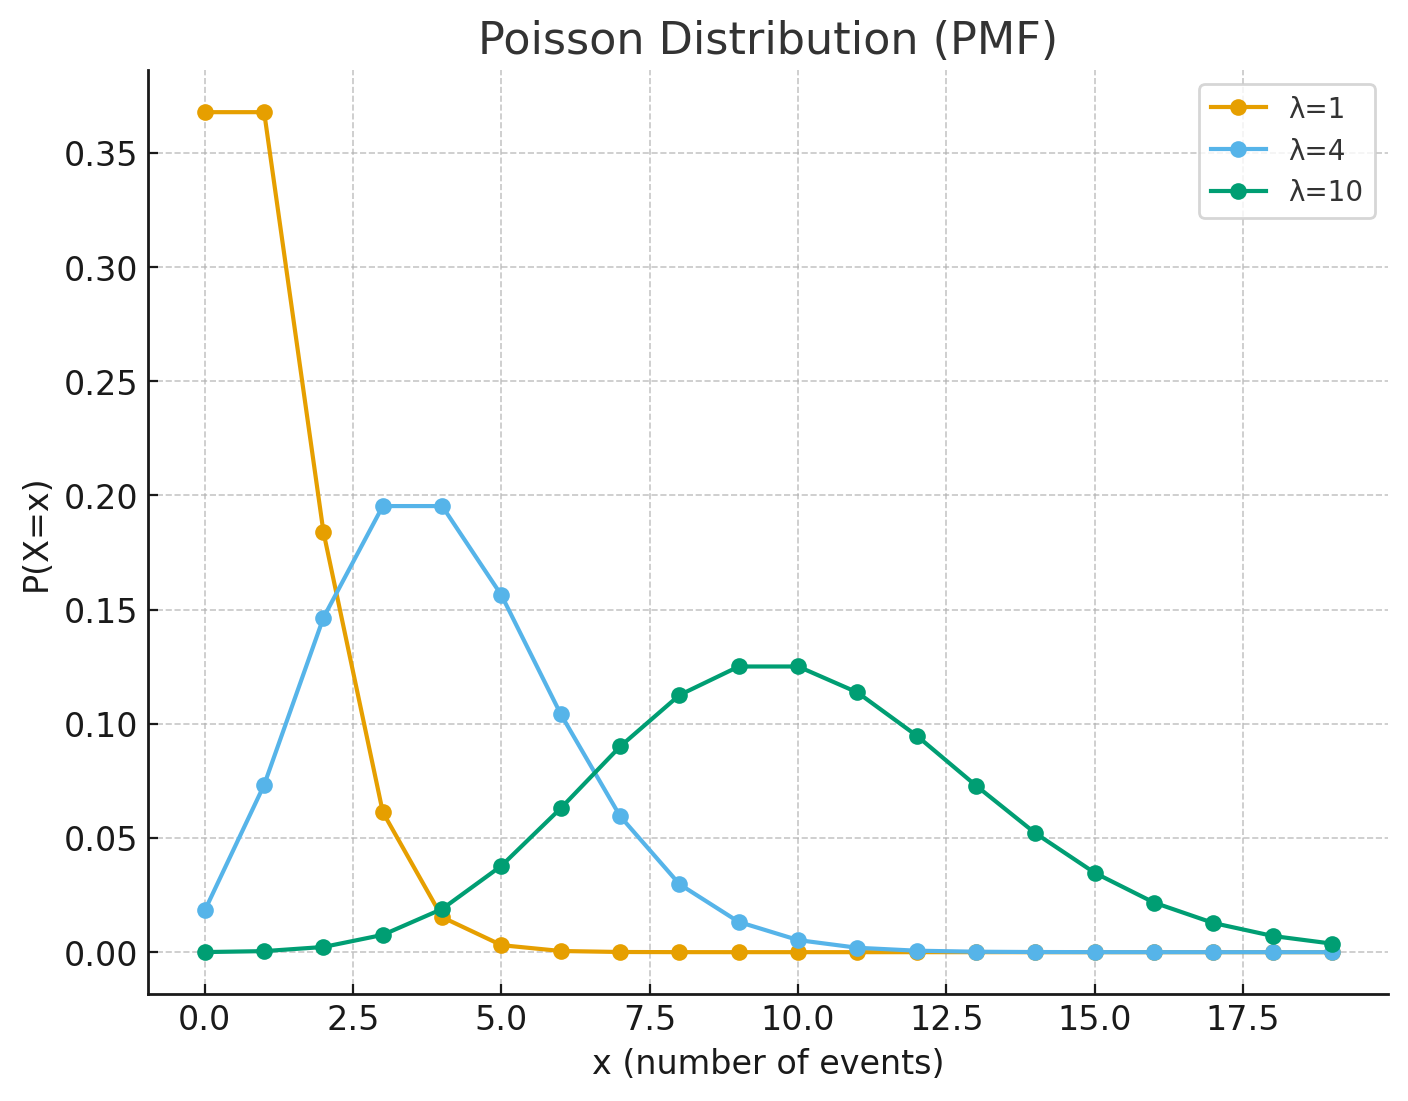 Poisson Distribution (PMF)
λ=1
λ=4
λ=10
0.35
0.30
0.25
0.20
0.15
0.10
0.05
0.00
P(X=x)
0.0 2.5 5.0 7.5 10.0 12.5 15.0 17.5
x (number of events)